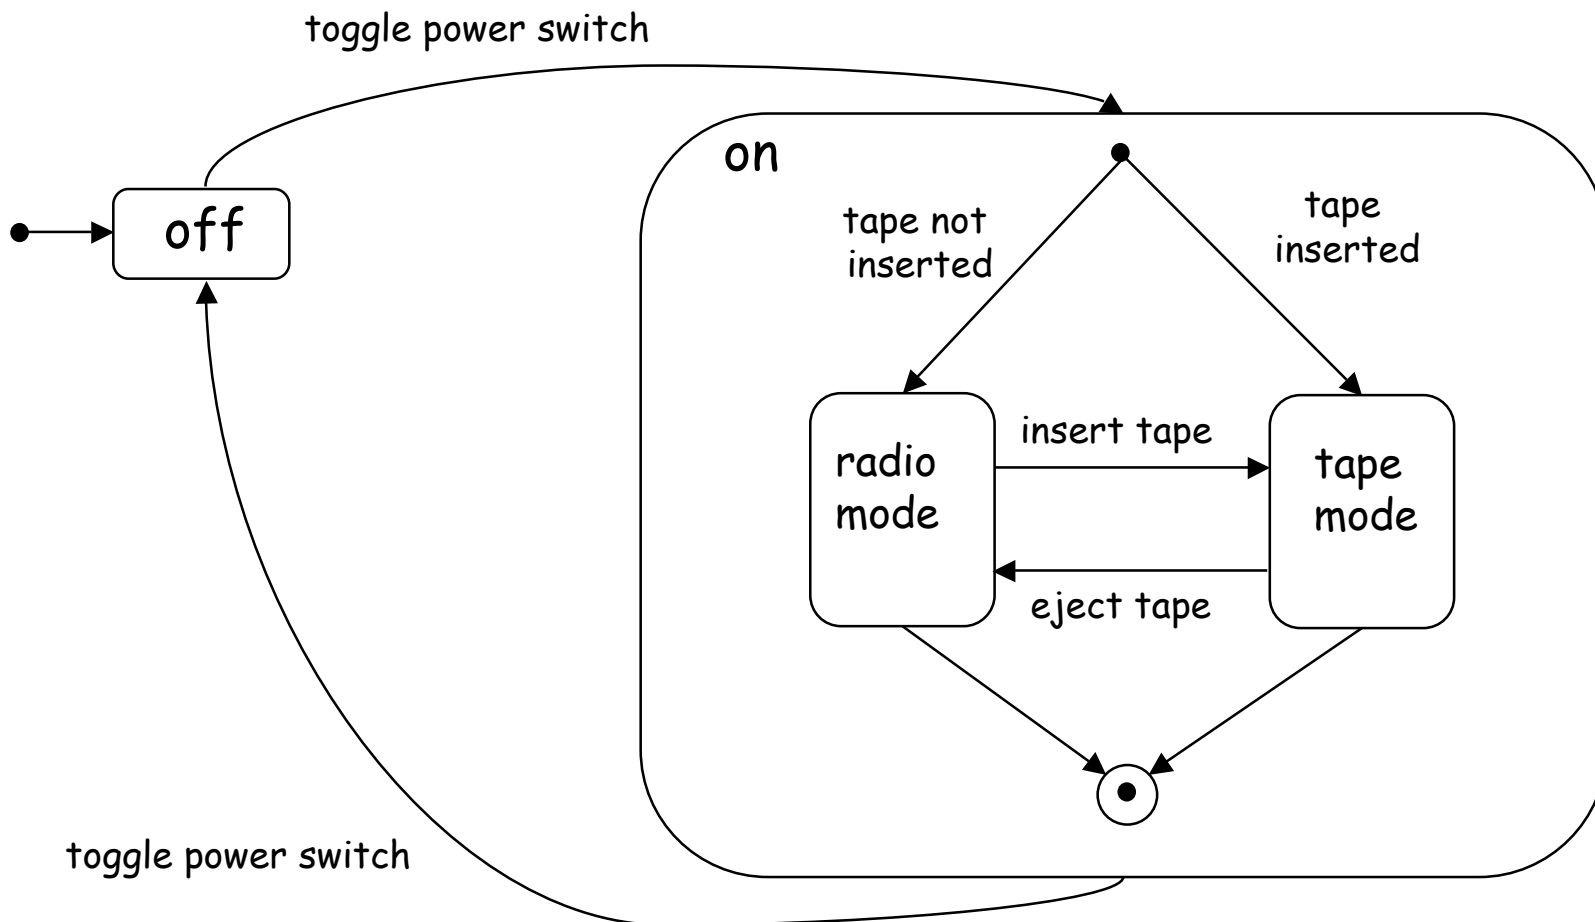 toggle power switch
on
off
tape not
inserted
tape
inserted
insert tape
radio
mode
tape
mode
eject tape
toggle power switch